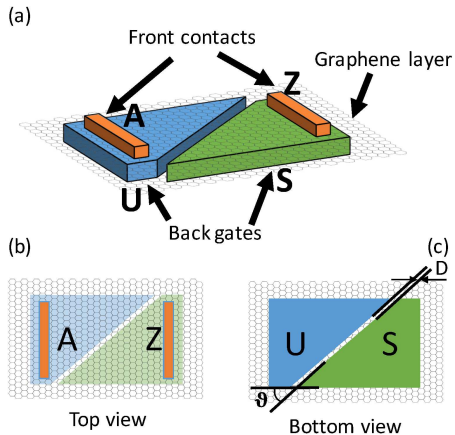 (a)
Front contacts
Z
Graphene layer
A
U
S
Back gates
(b)
(c)
D
A
Z
U
S
ϑ
Top view
Bottom view